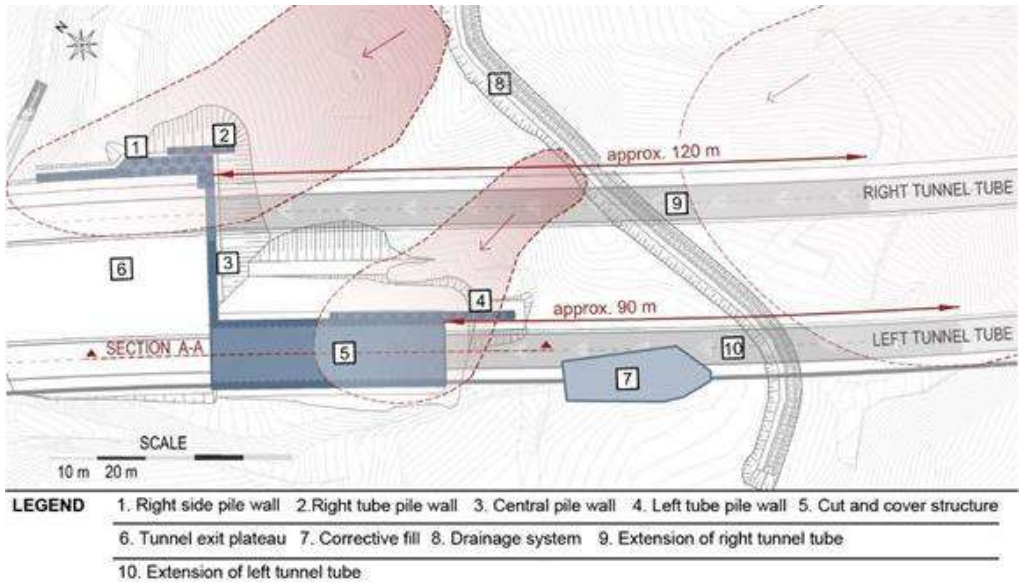 N
8
1
2
approx. 120 m
RIGHT TUNNEL TUBE
9
6
3
4
approx. 90 m
LEFT TUNNEL TUBE
SECTION A-A
5
10
7
SCALE
10 m 20 m
LEGEND 1. Right side pile wall 2.Right tube pile wall 3. Central pile wall 4. Left tube pile wall 5. Cut and cover structure
6. Tunnel exit plateau 7. Corrective fill 8. Drainage system 9. Extension of right tunnel tube
10. Extension of left tunnel tube